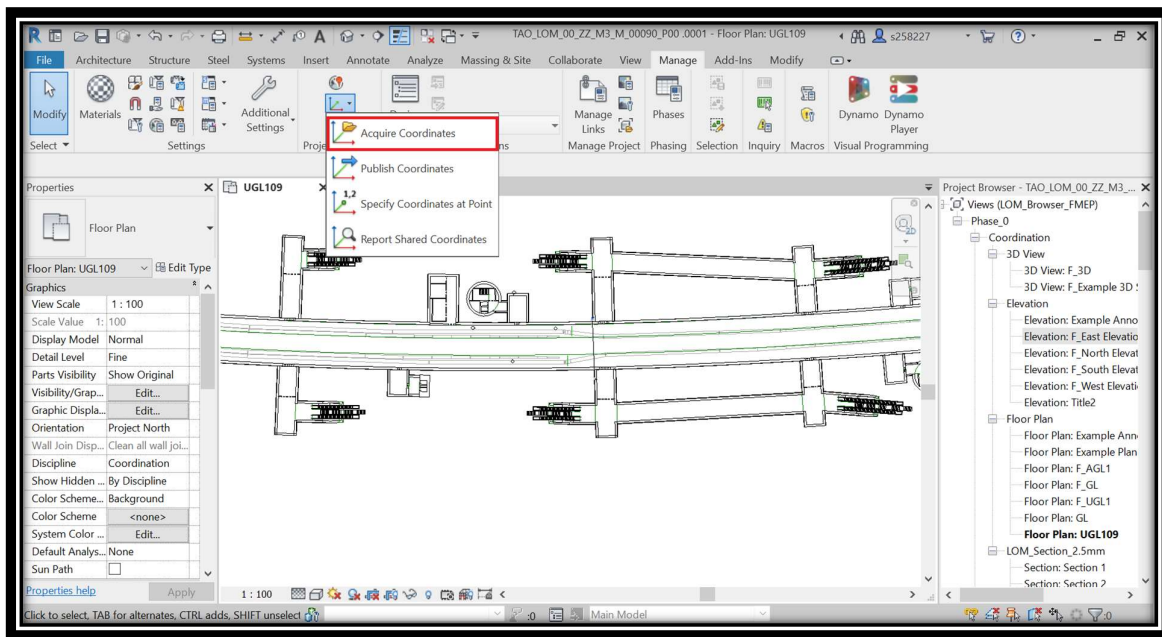 TAO_LOM_00_ZZ_M3_M_00090_P00 .0001 - Floor Plan: UGL109
s258227
File Architecture Structure Steel Systems Insert Annotate Analyze Massing & Site Collaborate View Manage Add-Ins Modify
Modify
Materials
Additional
Settings
Manage
Links
Phases
Dynamo
Dynamo
Player
Select
Settings
Manage Project Phasing Selection Inquiry Macros Visual Programming
Acquire Coordinates
Publish Coordinates
1,2
Specify Coordinates at Point
Report Shared Coordinates
Properties
Floor Plan
Floor Plan: UGL109 Edit Type
Graphics
View Scale 1 : 100
Scale Value 1: 100
Display Model Normal
Detail Level Fine
Parts Visibility Show Original
Visibility/Grap... Edit...
Graphic Displa... Edit...
Orientation Project North
Wall Join Disp... Clean all wall joi...
Discipline Coordination
Show Hidden ... By Discipline
Color Scheme... Background
Color Scheme <none>
System Color ... Edit...
Default Analys... None
Sun Path
Properties help Apply
UGL109
2D
Project Browser - TAO_LOM_00_ZZ_M3_...
Views (LOM_Browser_FMEP)
Phase_0
Coordination
3D View
3D View: F_3D
3D View: F_Example 3D
Elevation
Elevation: Example Anno
Elevation: F_East Elevatio
Elevation: F_North Elevat
Elevation: F_South Elevat
Elevation: F_West Elevati
Elevation: Title2
Floor Plan
Floor Plan: Example Ann
Floor Plan: Example Plan
Floor Plan: F_AGL1
Floor Plan: F_GL
Floor Plan: F_UGL1
Floor Plan: GL
Floor Plan: UGL109
LOM_Section_2.5mm
Section: Section 1
Section: Section 2
1 : 100
Click to select, TAB for alternates, CTRL adds, SHIFT unselect
:0
Main Model
:0